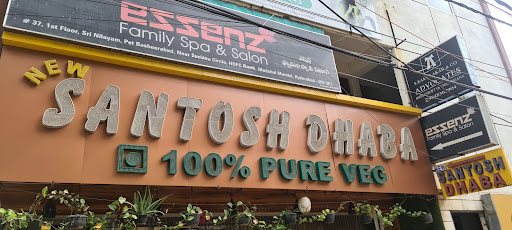 essenz
Family Spa & Salon
# 37, 1st Floor, Sri Nilayam, Pet Basheerabad, Near Suchitra Circle, HDFC Bank, Medchal Mandal, Hyderabad
NEW
SANTOSH DHABA
100% PURE VEG
ADVOCATES
essenz
Family Spa & Salon
SANTOSH
DHABA